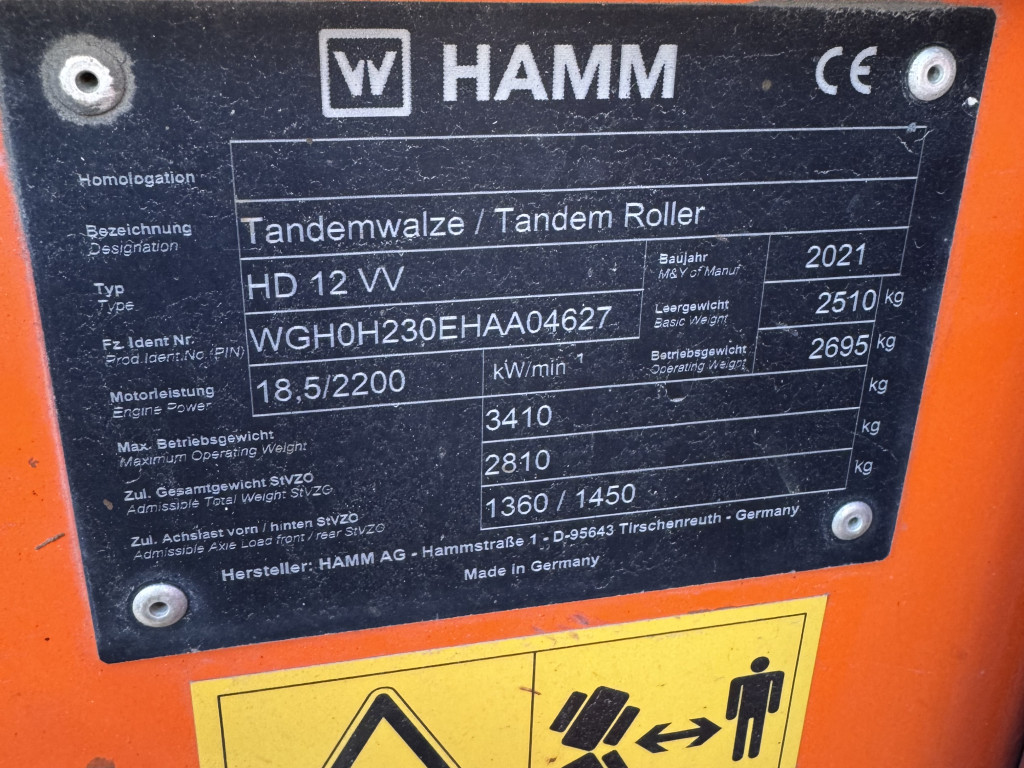 W HAMM CE
Homologation
Bezeichnung
Designation
Tandemwalze / Tandem Roller
Typ
Type
HD 12 VV
Baujahr
M&Y of Manuf
2021
Fz. Ident Nr.
Prod.Ident.No.(PIN)
WGH0H230EHAA04627
Leergewicht
Basic Weight
2510 kg
Motorleistung
Engine Power
18,5/2200
kW/min-1
Betriebsgewicht
Operating Weight
2695 kg
Max. Betriebsgewicht
Maximum Operating Weight
3410 kg
Zul. Gesamtgewicht StVZO
Admissible Total Weight StVZO
2810 kg
Zul. Achslast vorn / hinten StVZO
Admissible Axle Load front / rear StVZO
1360 / 1450 kg
Hersteller: HAMM AG - Hammstraße 1 - D-95643 Tirschenreuth - Germany
Made in Germany